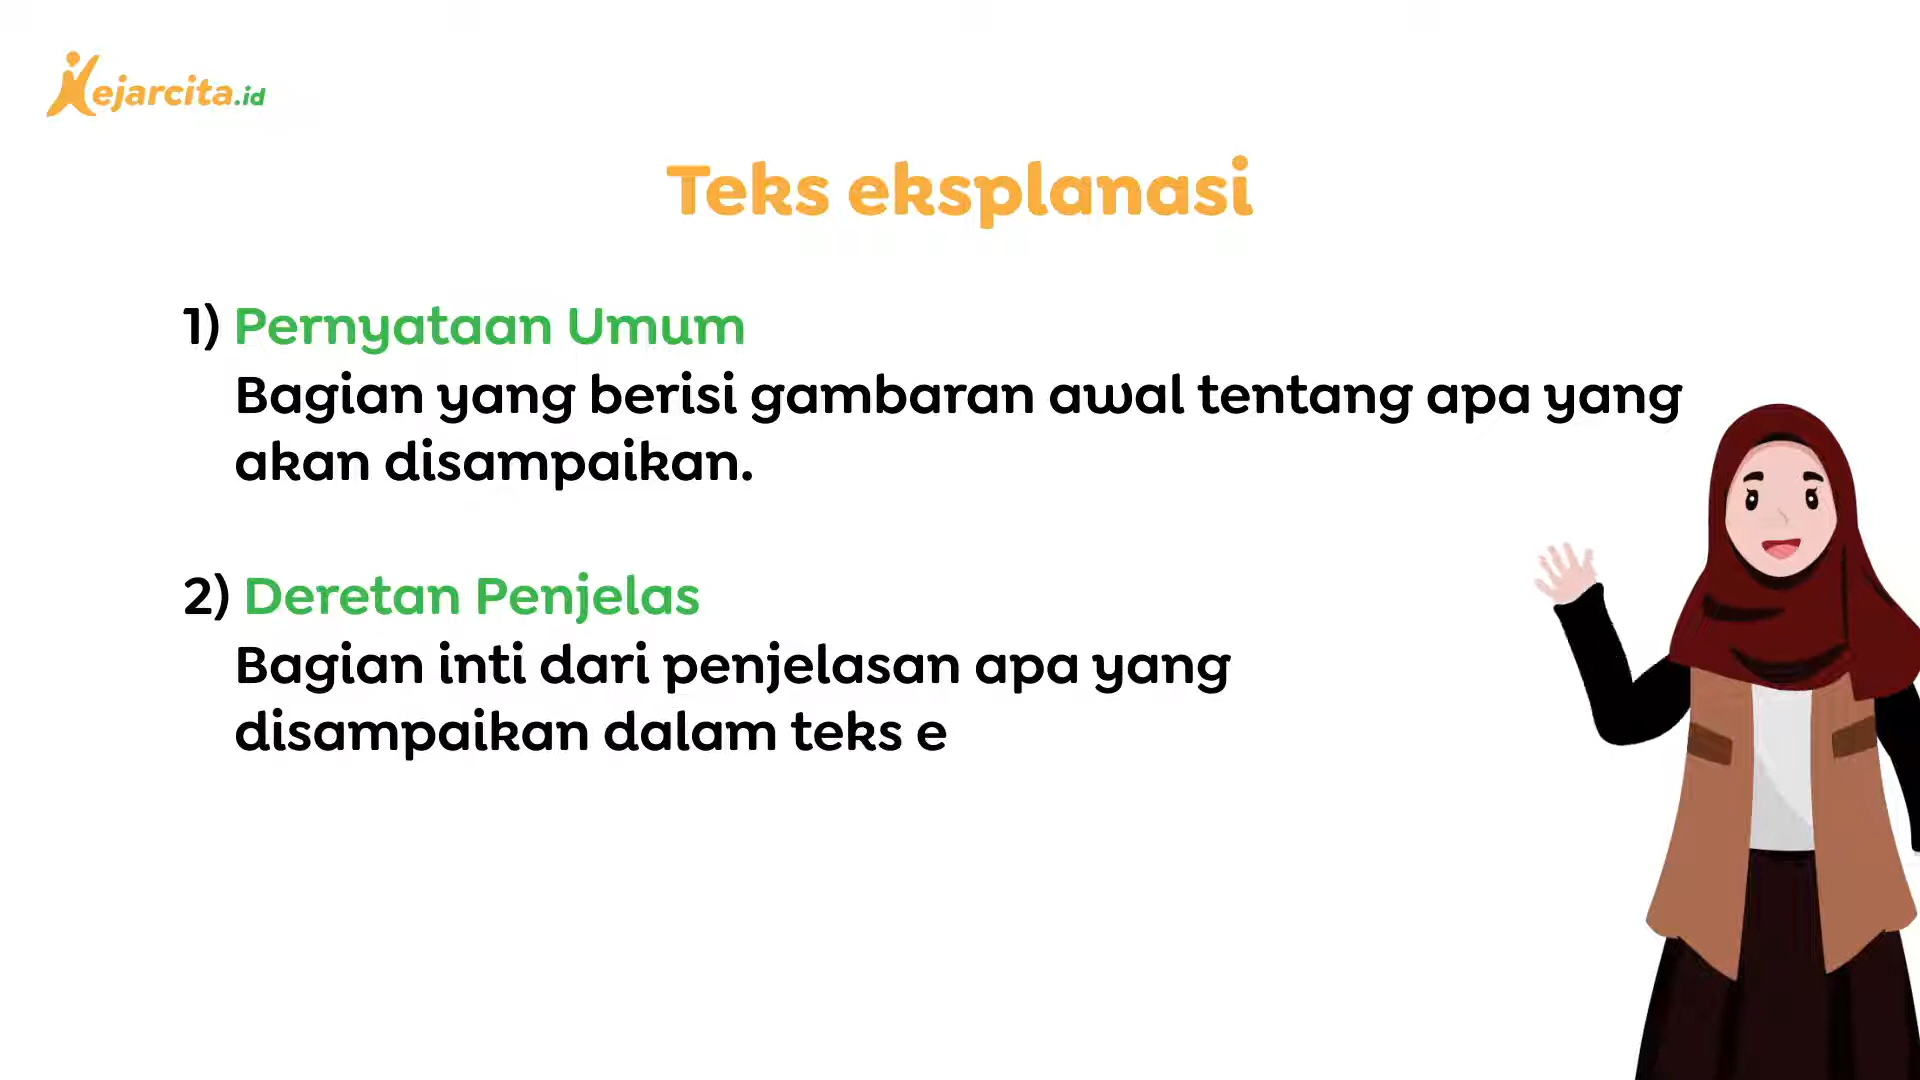 Kejarcita.id
Teks eksplanasi
1) Pernyataan Umum
Bagian yang berisi gambaran awal tentang apa yang
akan disampaikan.
2) Deretan Penjelas
Bagian inti dari penjelasan apa yang
disampaikan dalam teks e